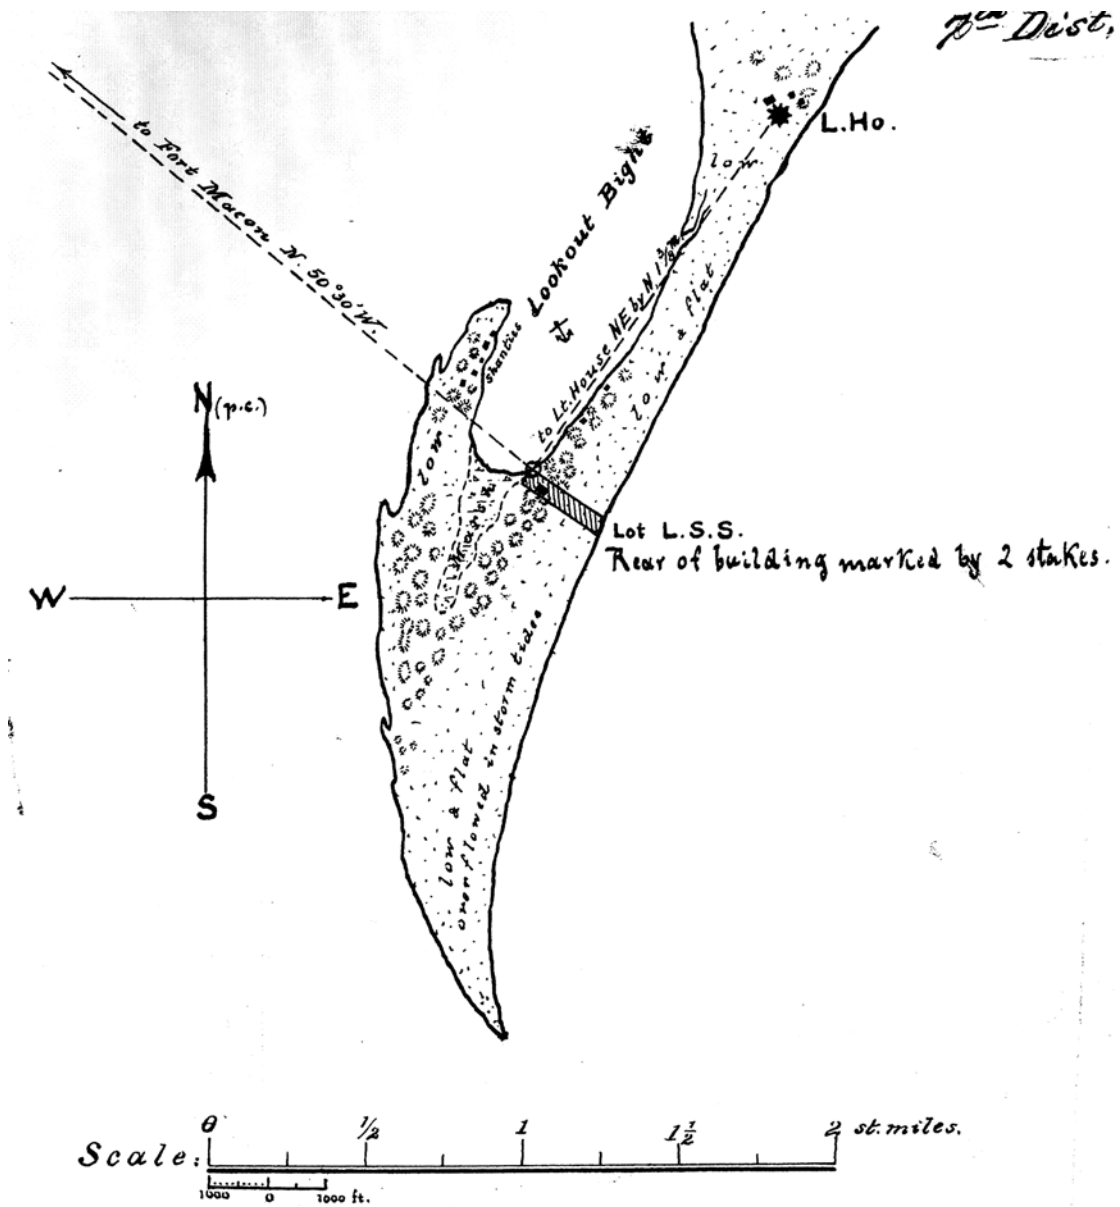 7th Dist.
L.Ho.
low
to Fort Macon N. 50°30'W.
Lookout Bight
to Lt. House NE by N 1 3/8 m.
low & flat
Shanties
N (p.c.)
low
Marsh
Lot L.S.S.
Rear of building marked by 2 stakes.
W E
low & flat
overflowed in storm tides
S
0 1/2 1 1 1/2 2 st. miles.
Scale:
1000 0 1000 ft.